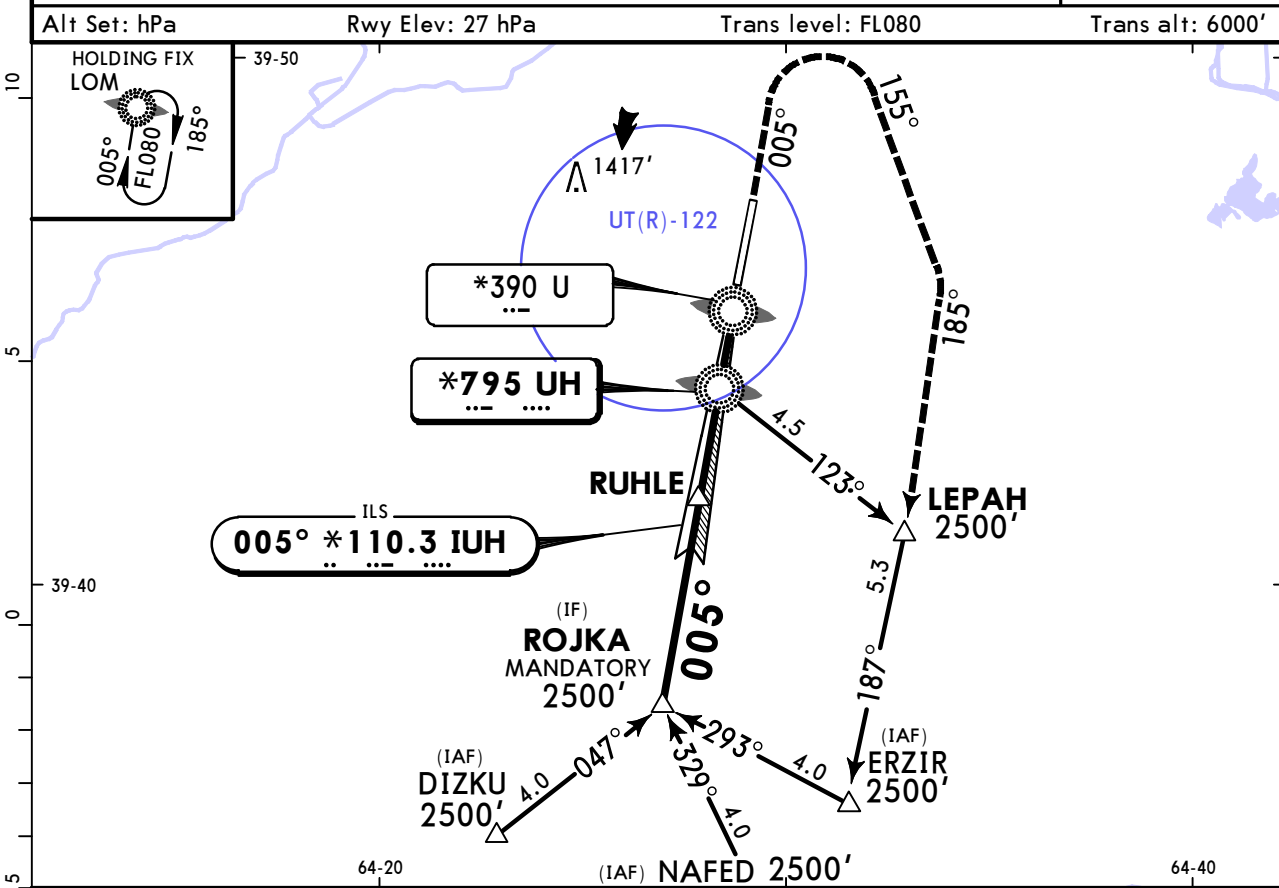 Alt Set: hPa Rwy Elev: 27 hPa Trans level: FL080 Trans alt: 6000'
HOLDING FIX
LOM
005°
FL080
185°
39-50
10
1417'
UT(R)-122
005°
155°
*390 U
185°
5
*795 UH
4.5
123°
RUHLE
LEPAH
2500'
ILS
005° *110.3 IUH
5.3
39-40
0
(IF)
ROJKA
MANDATORY
2500'
005°
187°
(IAF)
DIZKU
2500'
4.0
047°
329°
4.0
293°
4.0
(IAF)
ERZIR
2500'
(IAF) NAFED 2500'
5
64-20
64-40